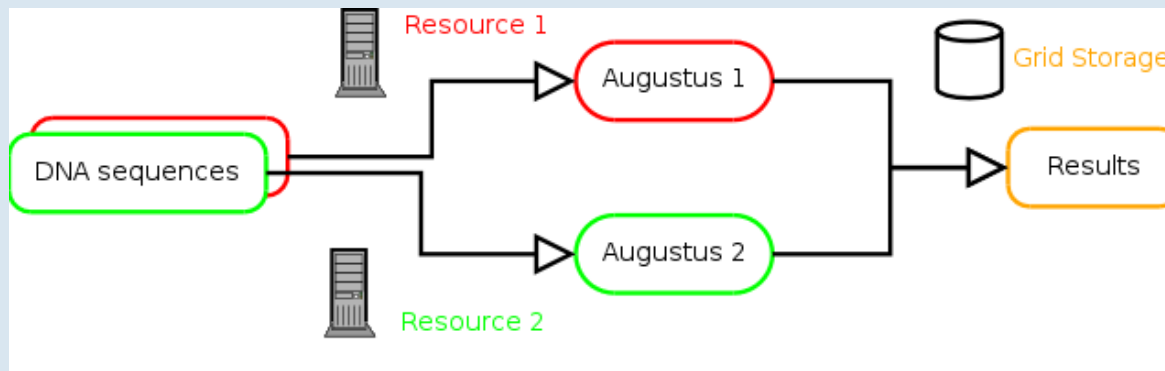 Resource 1
Augustus 1
Grid Storage
DNA sequences
Results
Augustus 2
Resource 2